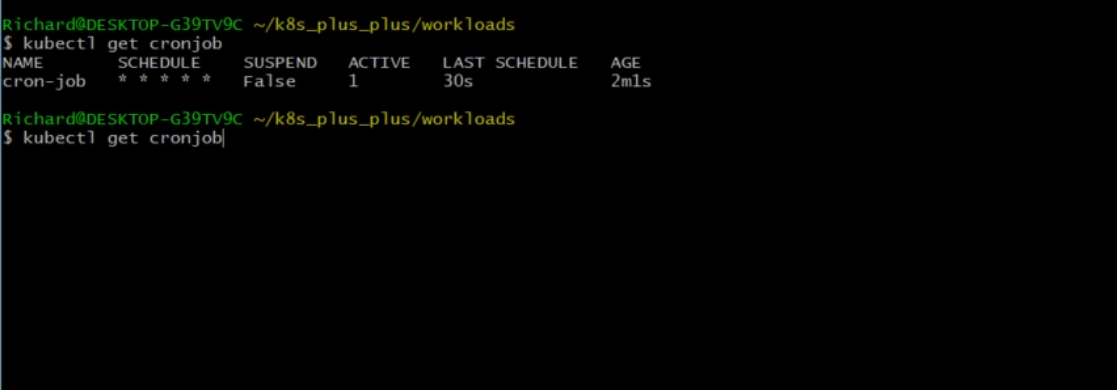 Richard@DESKTOP-G39TV9C ~/k8s_plus_plus/workloads
$ kubectl get cronjob
NAME SCHEDULE SUSPEND ACTIVE LAST SCHEDULE AGE
cron-job * * * * * False 1 30s 2m1s
Richard@DESKTOP-G39TV9C ~/k8s_plus_plus/workloads
$ kubectl get cronjob